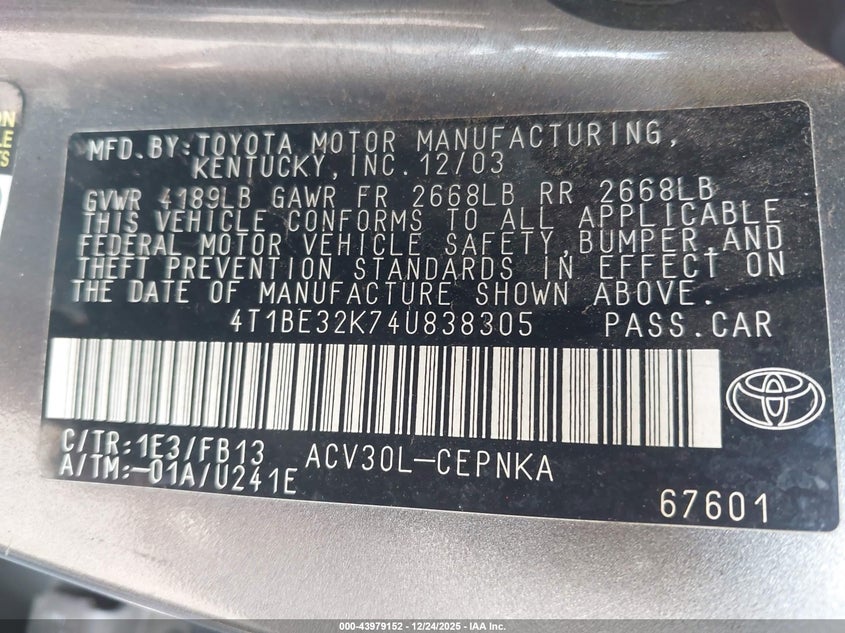 ON
LE
TS
MFD.BY:TOYOTA MOTOR MANUFACTURING,
KENTUCKY,INC.12/03
GVWR 4189LB GAWR FR 2668LB RR 2668LB
THIS VEHICLE CONFORMS TO ALL APPLICABLE
FEDERAL MOTOR VEHICLE SAFETY,BUMPER,AND
THEFT PREVENTION STANDARDS IN EFFECT ON
THE DATE OF MANUFACTURE SHOWN ABOVE.
4T1BE32K74U838305 PASS.CAR
C/TR:1E3/FB13 ACV30L-CEPNKA
A/TM:-01A/U241E
67601
000-43979152 - 12/24/2025 - IAA Inc.